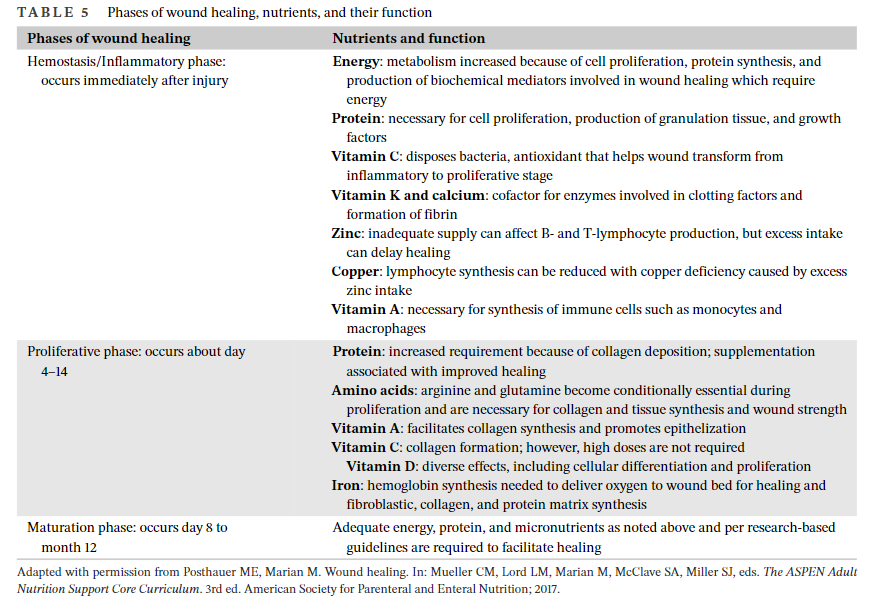 TABLE 5 Phases of wound healing, nutrients, and their function
Phases of wound healing
Nutrients and function
Hemostasis/Inflammatory phase:
occurs immediately after injury
Energy: metabolism increased because of cell proliferation, protein synthesis, and
production of biochemical mediators involved in wound healing which require
energy
Protein: necessary for cell proliferation, production of granulation tissue, and growth
factors
Vitamin C: disposes bacteria, antioxidant that helps wound transform from
inflammatory to proliferative stage
Vitamin K and calcium: cofactor for enzymes involved in clotting factors and
formation of fibrin
Zinc: inadequate supply can affect B- and T-lymphocyte production, but excess intake
can delay healing
Copper: lymphocyte synthesis can be reduced with copper deficiency caused by excess
zinc intake
Vitamin A: necessary for synthesis of immune cells such as monocytes and
macrophages
Proliferative phase: occurs about day
4–14
Protein: increased requirement because of collagen deposition; supplementation
associated with improved healing
Amino acids: arginine and glutamine become conditionally essential during
proliferation and are necessary for collagen and tissue synthesis and wound strength
Vitamin A: facilitates collagen synthesis and promotes epithelization
Vitamin C: collagen formation; however, high doses are not required
Vitamin D: diverse effects, including cellular differentiation and proliferation
Iron: hemoglobin synthesis needed to deliver oxygen to wound bed for healing and
fibroblastic, collagen, and protein matrix synthesis
Maturation phase: occurs day 8 to
month 12
Adequate energy, protein, and micronutrients as noted above and per research-based
guidelines are required to facilitate healing
Adapted with permission from Posthauer ME, Marian M. Wound healing. In: Mueller CM, Lord LM, Marian M, McClave SA, Miller SJ, eds. The ASPEN Adult
Nutrition Support Core Curriculum. 3rd ed. American Society for Parenteral and Enteral Nutrition; 2017.